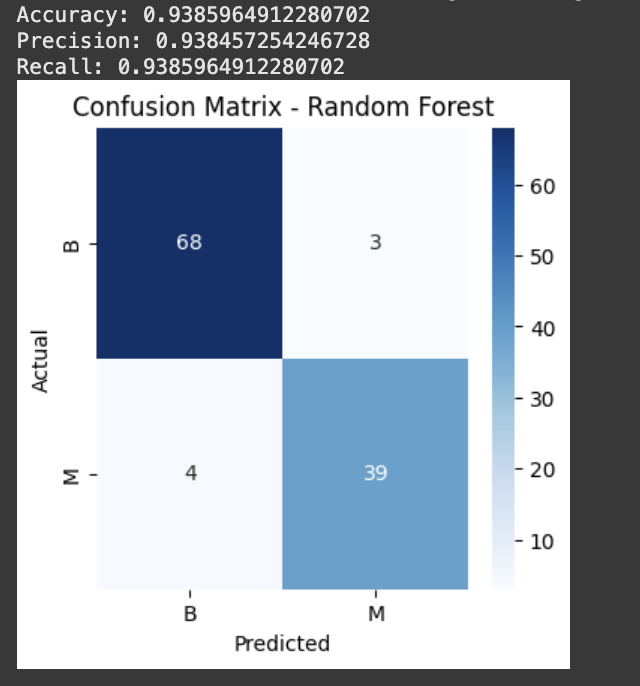 Accuracy: 0.9385964912280702
Precision: 0.938457254246728
Recall: 0.9385964912280702
Confusion Matrix - Random Forest
B 68 3 60
50
Actual 40
30
M 4 39 20
10
B M
Predicted